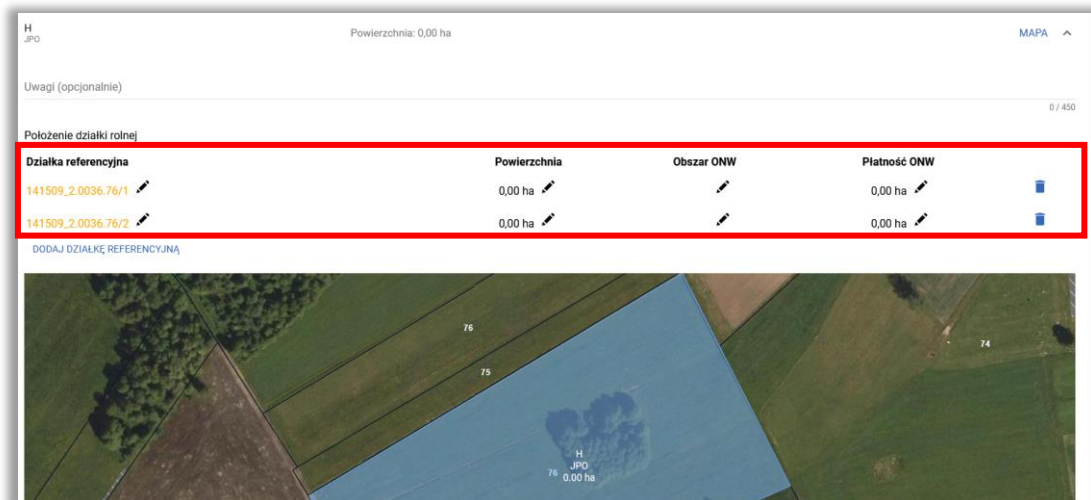 H
JPO
Powierzchnia: 0,00 ha
MAPA
Uwagi (opcjonalnie)
0 / 450
Położenie działki rolnej
Działka referencyjna Powierzchnia Obszar ONW Płatność ONW
141509_2.0036.76/1 0,00 ha 0,00 ha
141509_2.0036.76/2 0,00 ha 0,00 ha
DODAJ DZIAŁKĘ REFERENCYJNĄ
76
74
75
H
JPO
76 0.00 ha